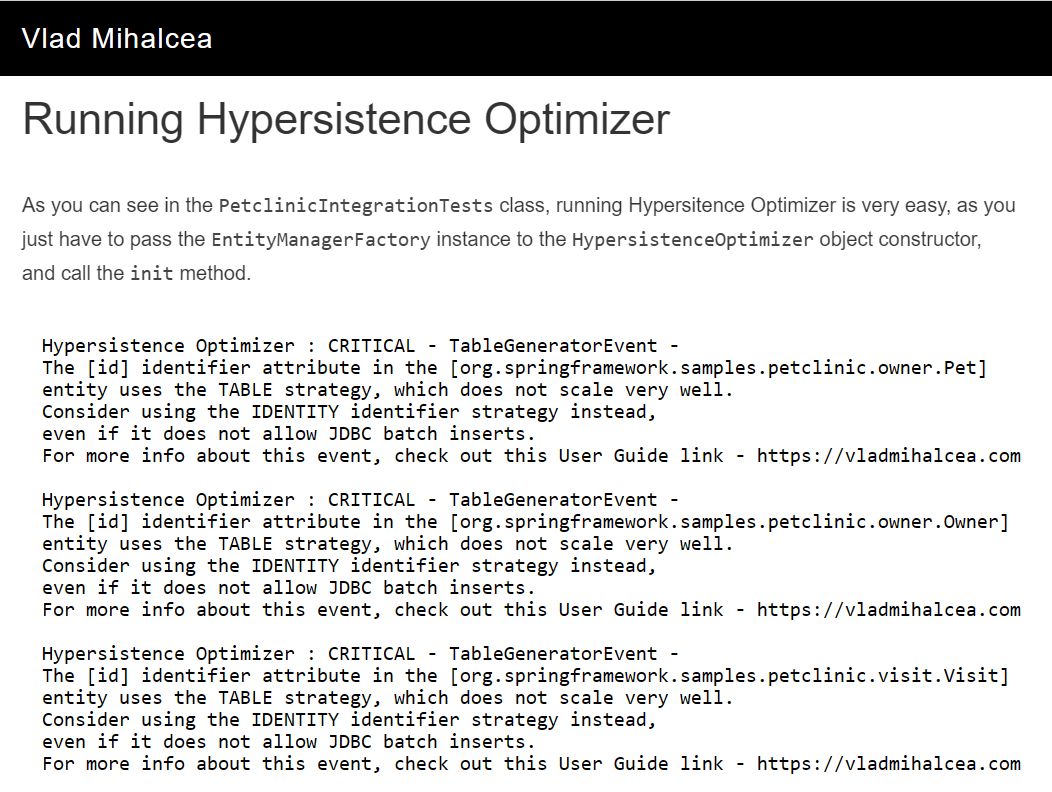 Vlad Mihalcea
Running Hypersistence Optimizer
As you can see in the PetclinicIntegrationTests class, running Hypersitence Optimizer is very easy, as you
just have to pass the EntityManagerFactory instance to the HypersistenceOptimizer object constructor,
and call the init method.
Hypersistence Optimizer : CRITICAL - TableGeneratorEvent -
The [id] identifier attribute in the [org.springframework.samples.petclinic.owner.Pet]
entity uses the TABLE strategy, which does not scale very well.
Consider using the IDENTITY identifier strategy instead,
even if it does not allow JDBC batch inserts.
For more info about this event, check out this User Guide link - https://vladmihalcea.com
Hypersistence Optimizer : CRITICAL - TableGeneratorEvent -
The [id] identifier attribute in the [org.springframework.samples.petclinic.owner.Owner]
entity uses the TABLE strategy, which does not scale very well.
Consider using the IDENTITY identifier strategy instead,
even if it does not allow JDBC batch inserts.
For more info about this event, check out this User Guide link - https://vladmihalcea.com
Hypersistence Optimizer : CRITICAL - TableGeneratorEvent -
The [id] identifier attribute in the [org.springframework.samples.petclinic.visit.Visit]
entity uses the TABLE strategy, which does not scale very well.
Consider using the IDENTITY identifier strategy instead,
even if it does not allow JDBC batch inserts.
For more info about this event, check out this User Guide link - https://vladmihalcea.com